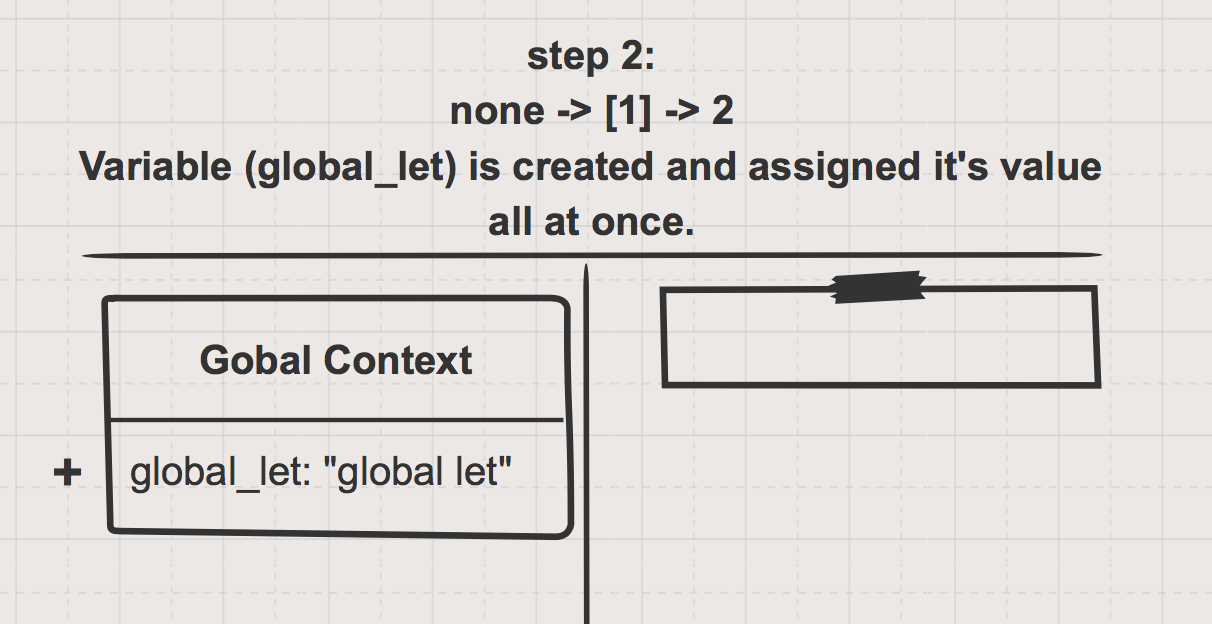 step 2:
none -> [1] -> 2
Variable (global_let) is created and assigned it's value
all at once.
Gobal Context
+ global_let: "global let"